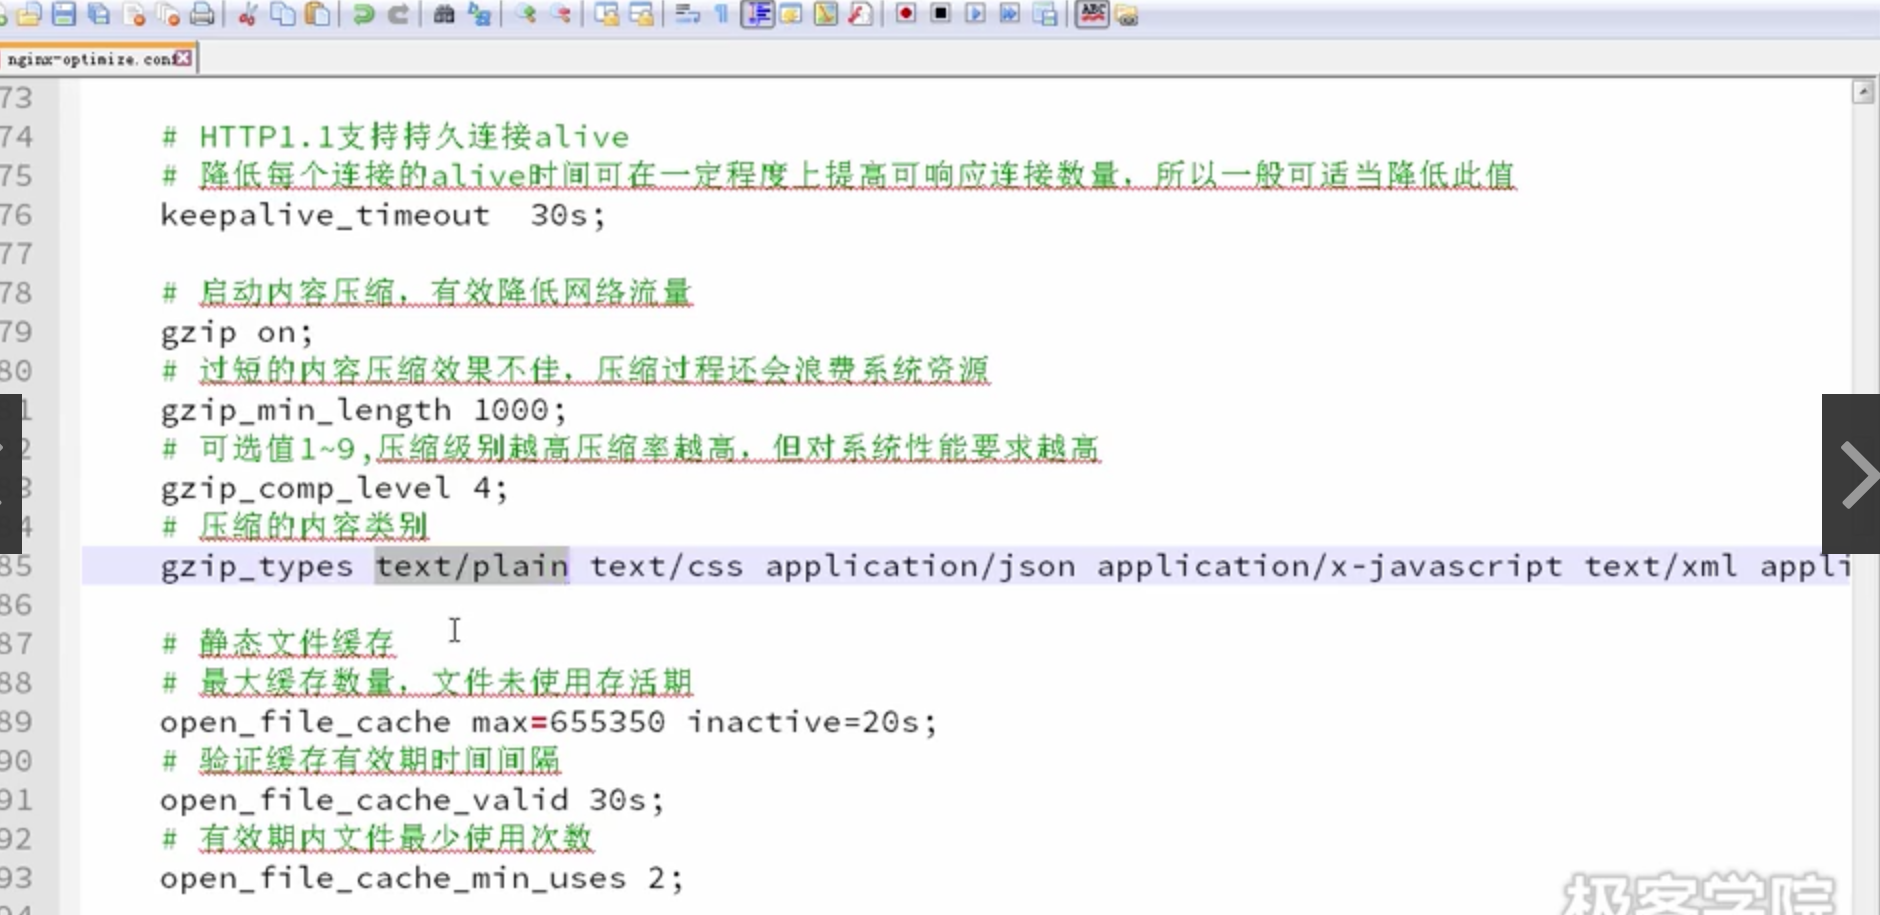 nginx-optimize.conf
73
74 # HTTP1.1支持持久连接alive
75 # 降低每个连接的alive时间可在一定程度上提高可响应连接数量，所以一般可适当降低此值
76 keepalive_timeout  30s;
77
78 # 启动内容压缩，有效降低网络流量
79 gzip on;
80 # 过短的内容压缩效果不佳，压缩过程还会浪费系统资源
1 gzip_min_length 1000;
2 # 可选值1~9,压缩级别越高压缩率越高，但对系统性能要求越高
3 gzip_comp_level 4;
4 # 压缩的内容类别
85 gzip_types text/plain text/css application/json application/x-javascript text/xml appli
86
87 # 静态文件缓存
88 # 最大缓存数量，文件未使用存活期
89 open_file_cache max=655350 inactive=20s;
90 # 验证缓存有效期时间间隔
91 open_file_cache_valid 30s;
92 # 有效期内文件最少使用次数
93 open_file_cache_min_uses 2;
94
极客学院